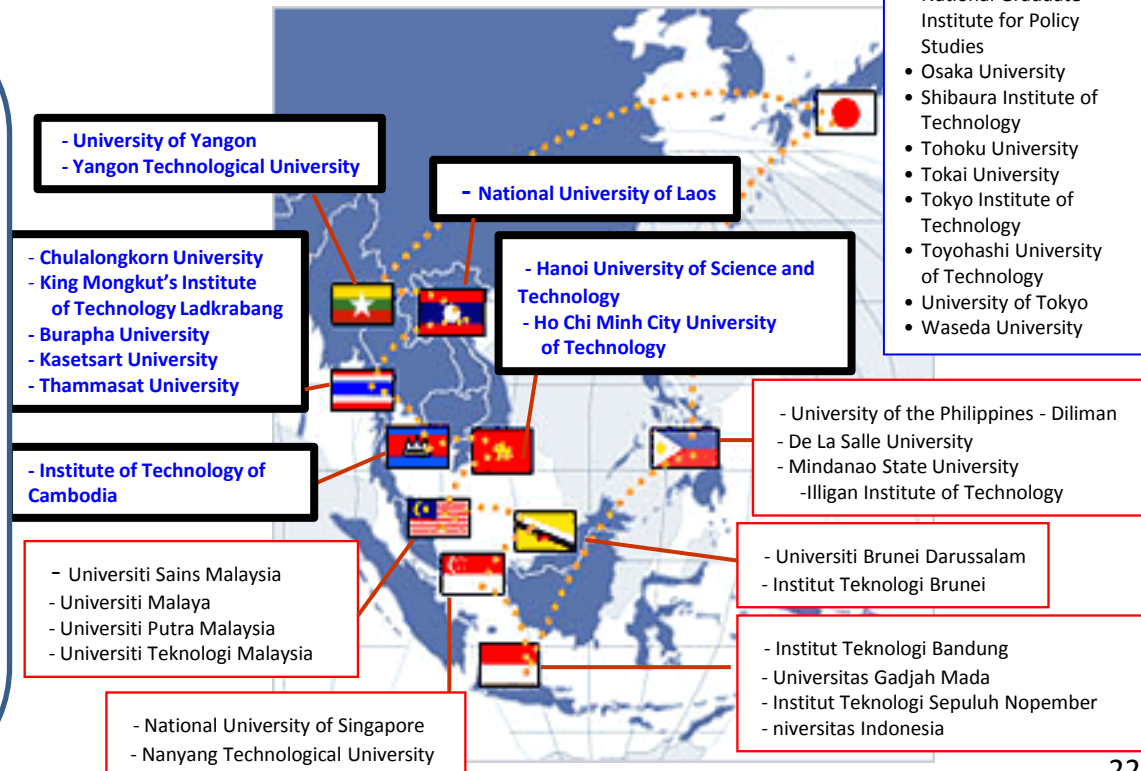 National Graduate
Institute for Policy
Studies
• Osaka University
• Shibaura Institute of
Technology
• Tohoku University
• Tokai University
• Tokyo Institute of
Technology
• Toyohashi University
of Technology
• University of Tokyo
• Waseda University
- University of Yangon
- Yangon Technological University
- National University of Laos
- Chulalongkorn University
- King Mongkut's Institute
of Technology Ladkrabang
- Burapha University
- Kasetsart University
- Thammasat University
- Hanoi University of Science and
Technology
- Ho Chi Minh City University
of Technology
- Institute of Technology of
Cambodia
- University of the Philippines - Diliman
- De La Salle University
- Mindanao State University
-Illigan Institute of Technology
- Universiti Sains Malaysia
- Universiti Malaya
- Universiti Putra Malaysia
- Universiti Teknologi Malaysia
- Universiti Brunei Darussalam
- Institut Teknologi Brunei
- Institut Teknologi Bandung
- Universitas Gadjah Mada
- Institut Teknologi Sepuluh Nopember
- niversitas Indonesia
- National University of Singapore
- Nanyang Technological University
22